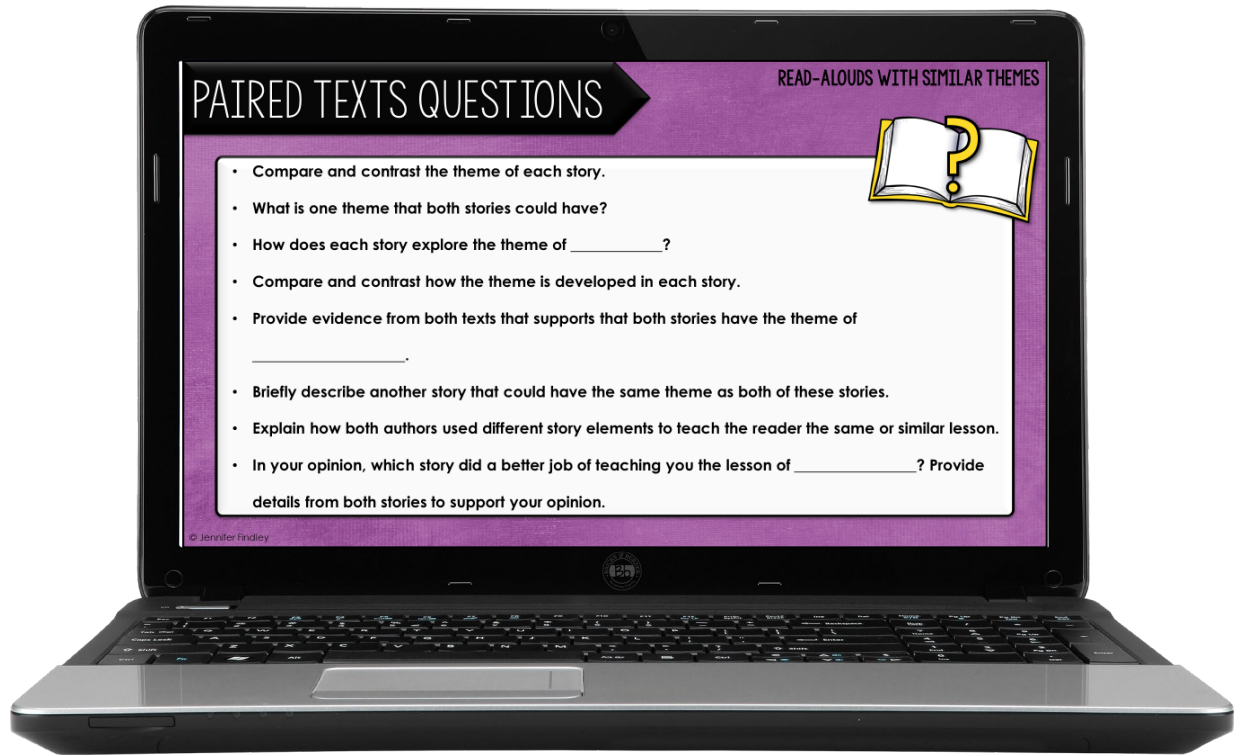 PAIRED TEXTS QUESTIONS
READ-ALOUDS WITH SIMILAR THEMES
• Compare and contrast the theme of each story.
• What is one theme that both stories could have?
• How does each story explore the theme of ___________?
• Compare and contrast how the theme is developed in each story.
• Provide evidence from both texts that supports that both stories have the theme of
__________________.
• Briefly describe another story that could have the same theme as both of these stories.
• Explain how both authors used different story elements to teach the reader the same or similar lesson.
• In your opinion, which story did a better job of teaching you the lesson of _______________? Provide
details from both stories to support your opinion.
© Jennifer Findley